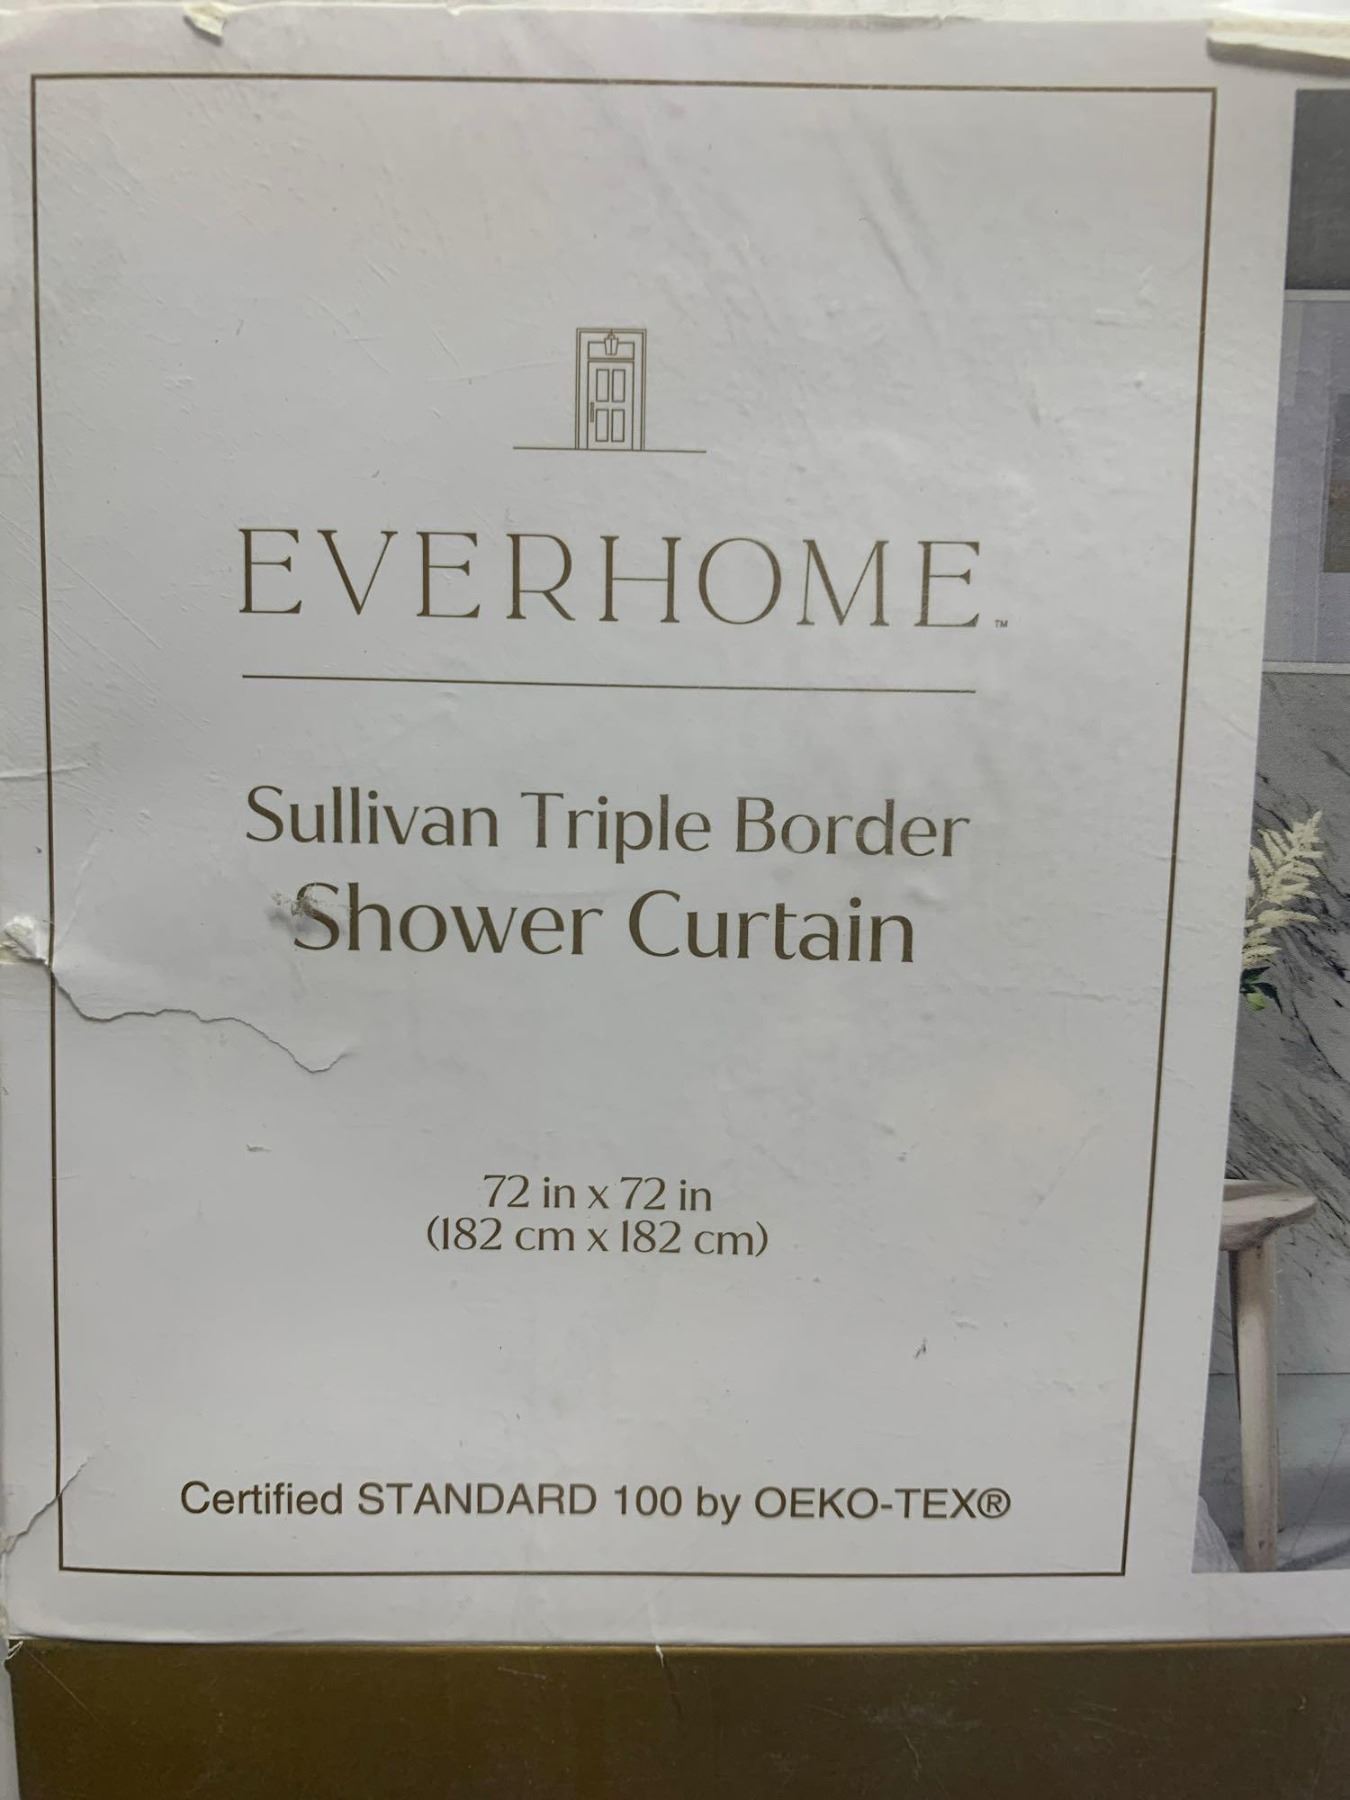 EVERHOME™
Sullivan Triple Border
Shower Curtain
72 in x 72 in
(182 cm x 182 cm)
Certified STANDARD 100 by OEKO-TEX®